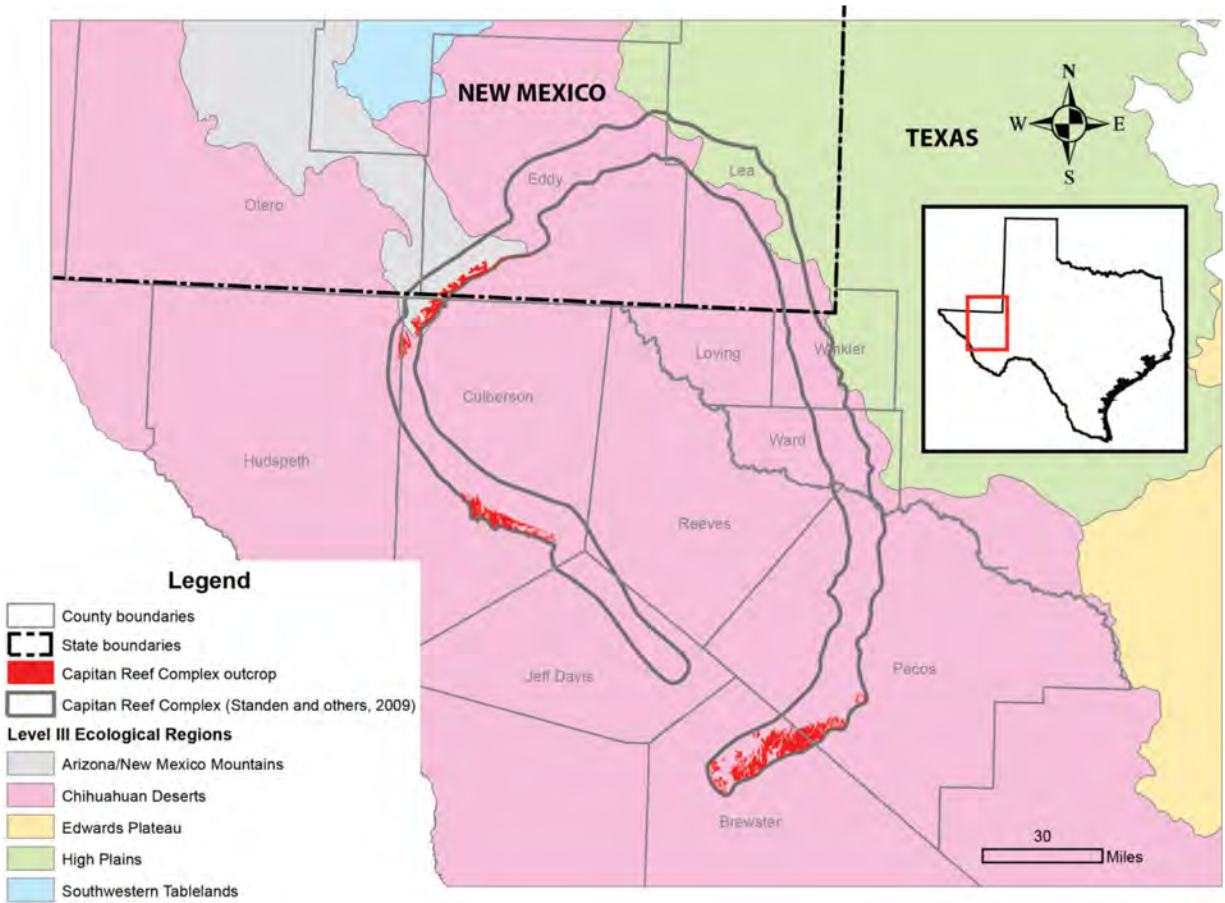 NEW MEXICO
TEXAS
N
W
E
S
Eddy
Lea
Otero
Loving
Winkler
Culberson
Ward
Hudspeth
Reeves
Jeff Davis
Pecos
Brewster
30
Miles
Legend
County boundaries
State boundaries
Capitan Reef Complex outcrop
Capitan Reef Complex (Standen and others, 2009)
Level III Ecological Regions
Arizona/New Mexico Mountains
Chihuahuan Deserts
Edwards Plateau
High Plains
Southwestern Tablelands